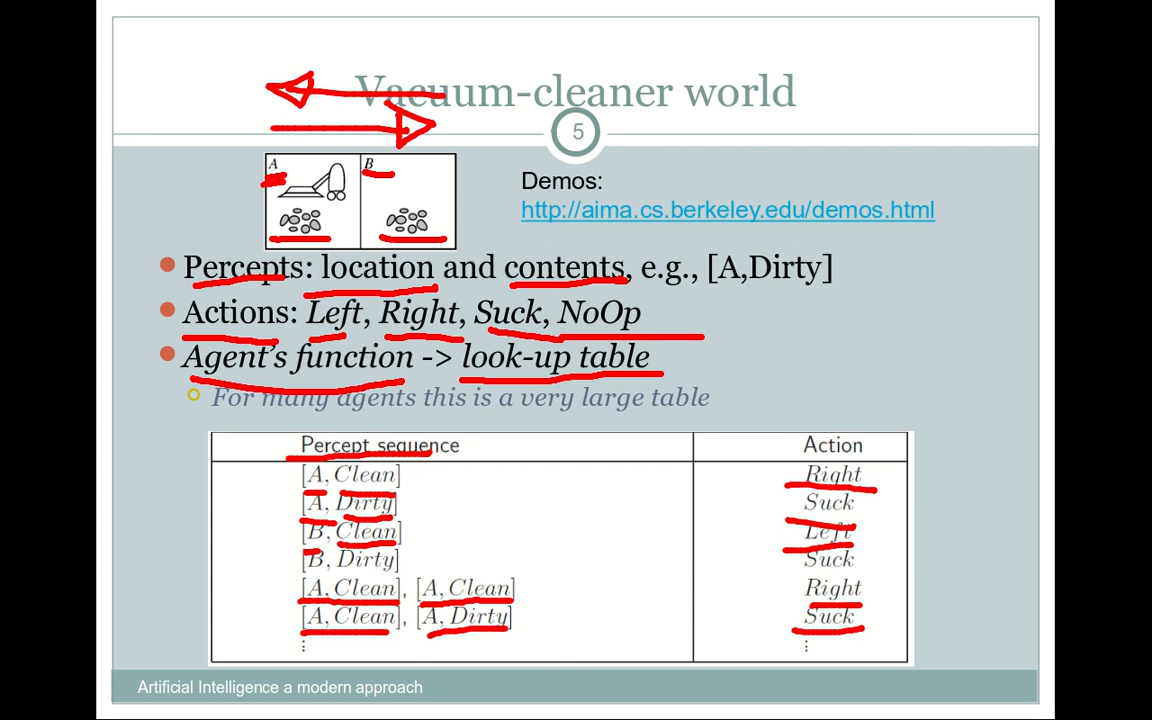 Vacuum-cleaner world
5
A
B
Demos:
http://aima.cs.berkeley.edu/demos.html
Percepts: location and contents, e.g., [A,Dirty]
Actions: Left, Right, Suck, NoOp
Agent's function -> look-up table
For many agents this is a very large table
Percept sequence Action
[A, Clean] Right
[A, Dirty] Suck
[B, Clean] Left
[B, Dirty] Suck
[A, Clean], [A, Clean] Right
[A, Clean], [A, Dirty] Suck
⋮ ⋮
Artificial Intelligence a modern approach